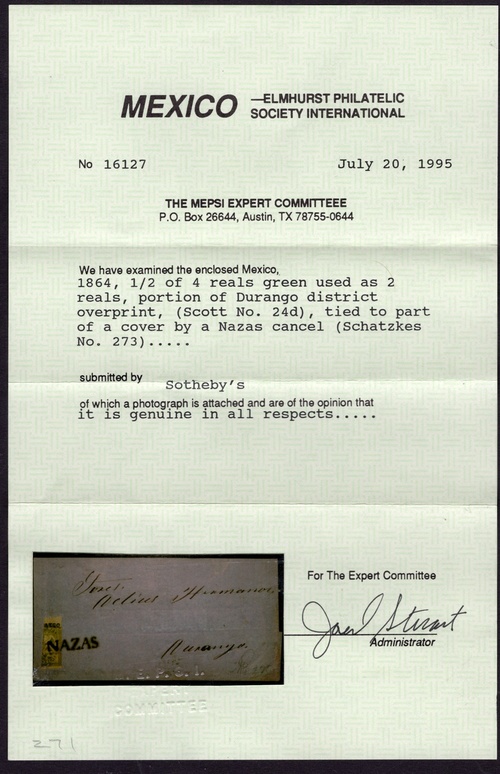 MEXICO —ELMHURST PHILATELIC
SOCIETY INTERNATIONAL
No 16127 July 20, 1995
THE MEPSI EXPERT COMMITTEEE
P.O. Box 26644, Austin, TX 78755-0644
We have examined the enclosed Mexico,
1864, 1/2 of 4 reals green used as 2
reals, portion of Durango district
overprint, (Scott No. 24d), tied to part
of a cover by a Nazas cancel (Schatzkes
No. 273).....
submitted by Sotheby's
of which a photograph is attached and are of the opinion that
it is genuine in all respects.....
For The Expert Committee
Administrator
NAZAS
Durango.
COMMITTEE
271